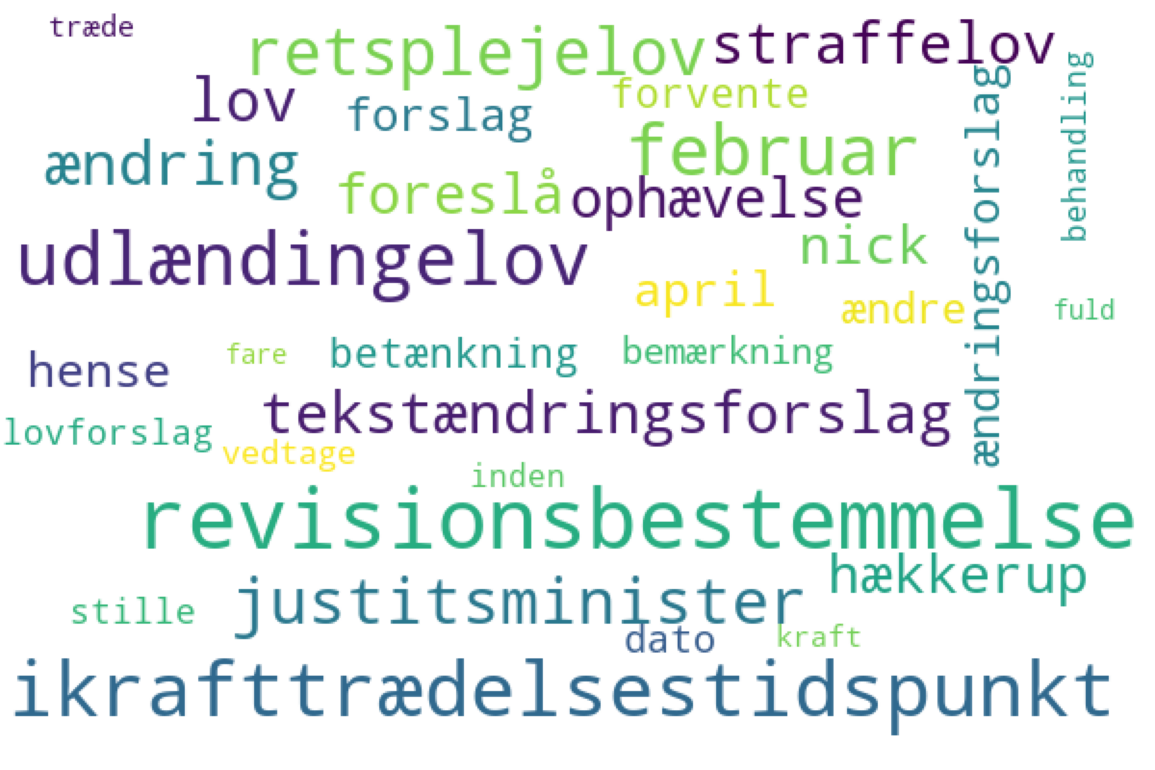 træde
retsplejelov
straffelov
lov
forslag
forvente
ændring
februar
ændringsforslag
behandling
foreslå
ophævelse
udlændingelov
nick
april
ændre
fuld
hense
fare
betænkning
bemærkning
lovforslag
tekstændringsforslag
vedtage
inden
revisionsbestemmelse
hækkerup
stille
justitsminister
dato
kraft
ikrafttrædelsestidspunkt